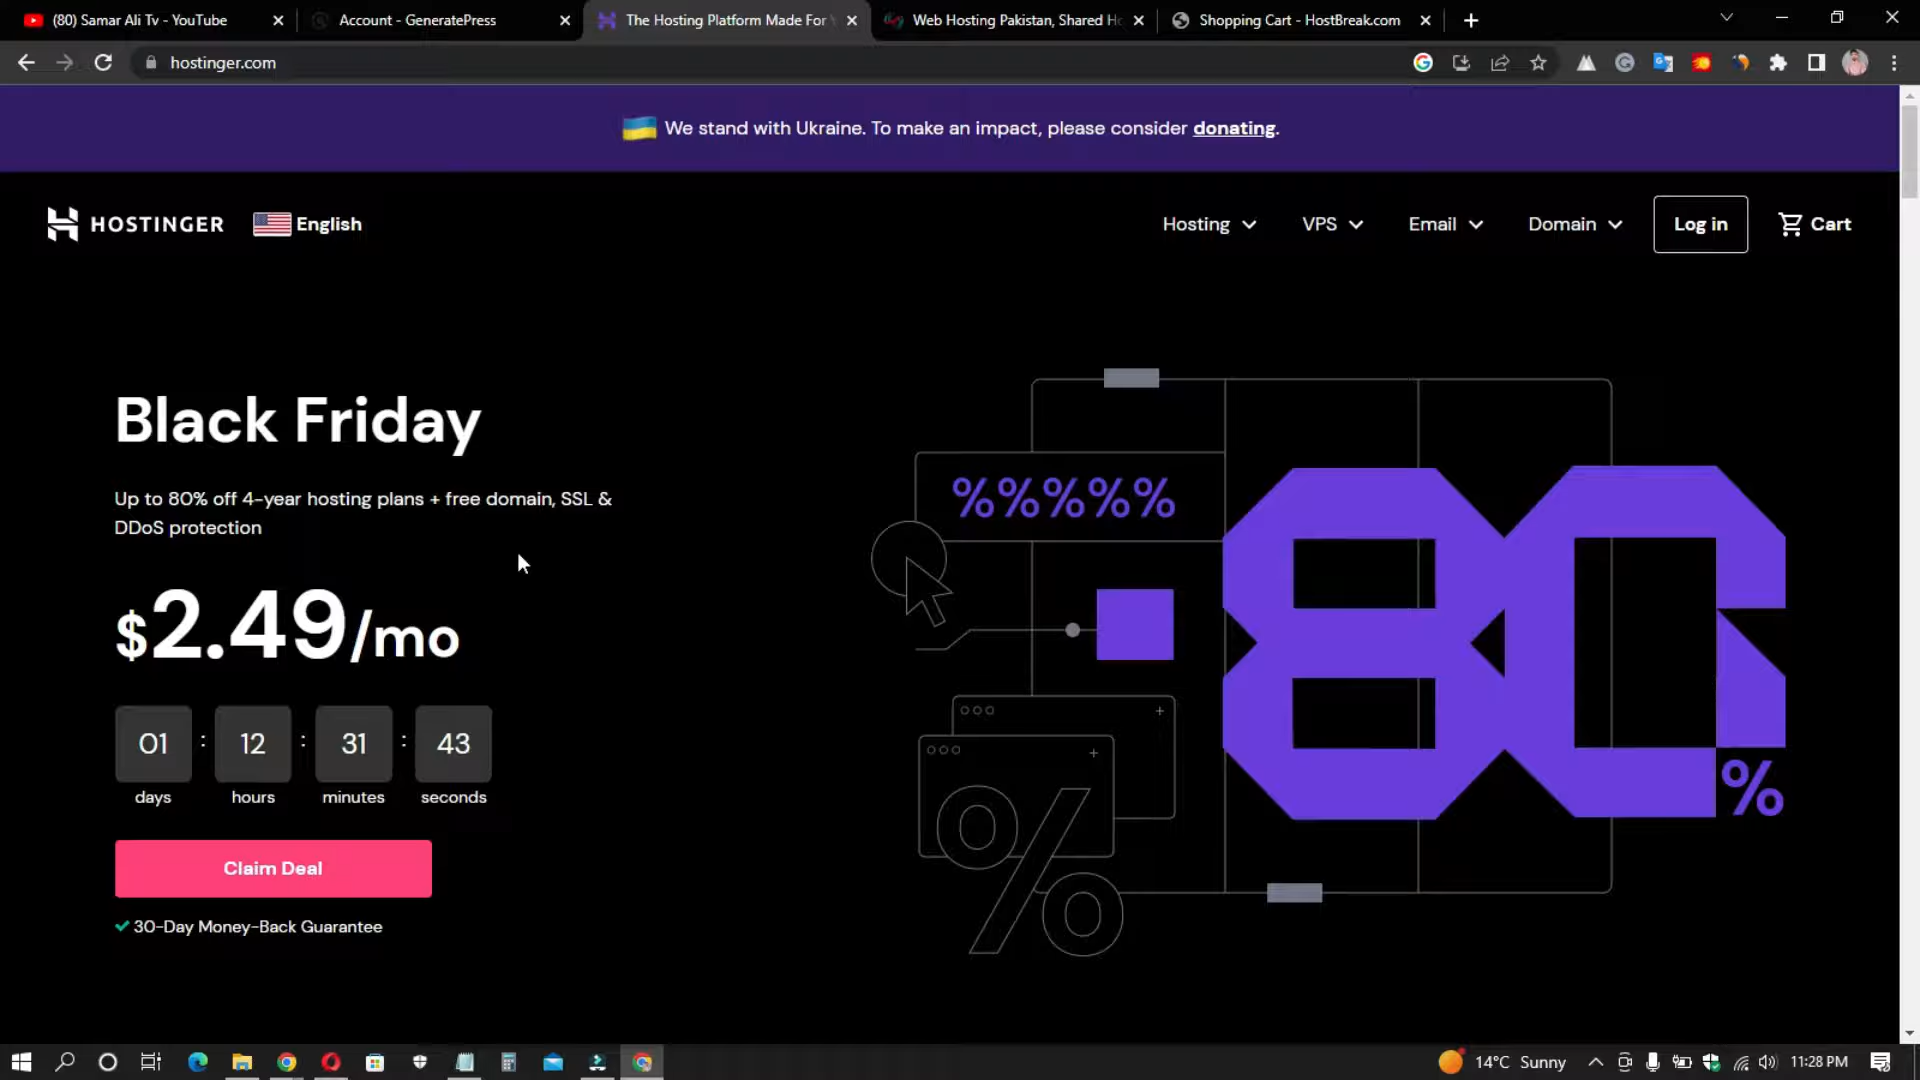 (80) Samar Ali Tv - YouTube
Account - GeneratePress
The Hosting Platform Made For
Web Hosting Pakistan, Shared Ho
Shopping Cart - HostBreak.com
hostinger.com
We stand with Ukraine. To make an impact, please consider donating.
HOSTINGER
English
Hosting
VPS
Email
Domain
Log in
Cart
Black Friday
Up to 80% off 4-year hosting plans + free domain, SSL &
DDoS protection
$2.49/mo
01 : 12 : 31 : 43
days hours minutes seconds
Claim Deal
30-Day Money-Back Guarantee
%%%%%
%
80%
14°C Sunny
11:28 PM